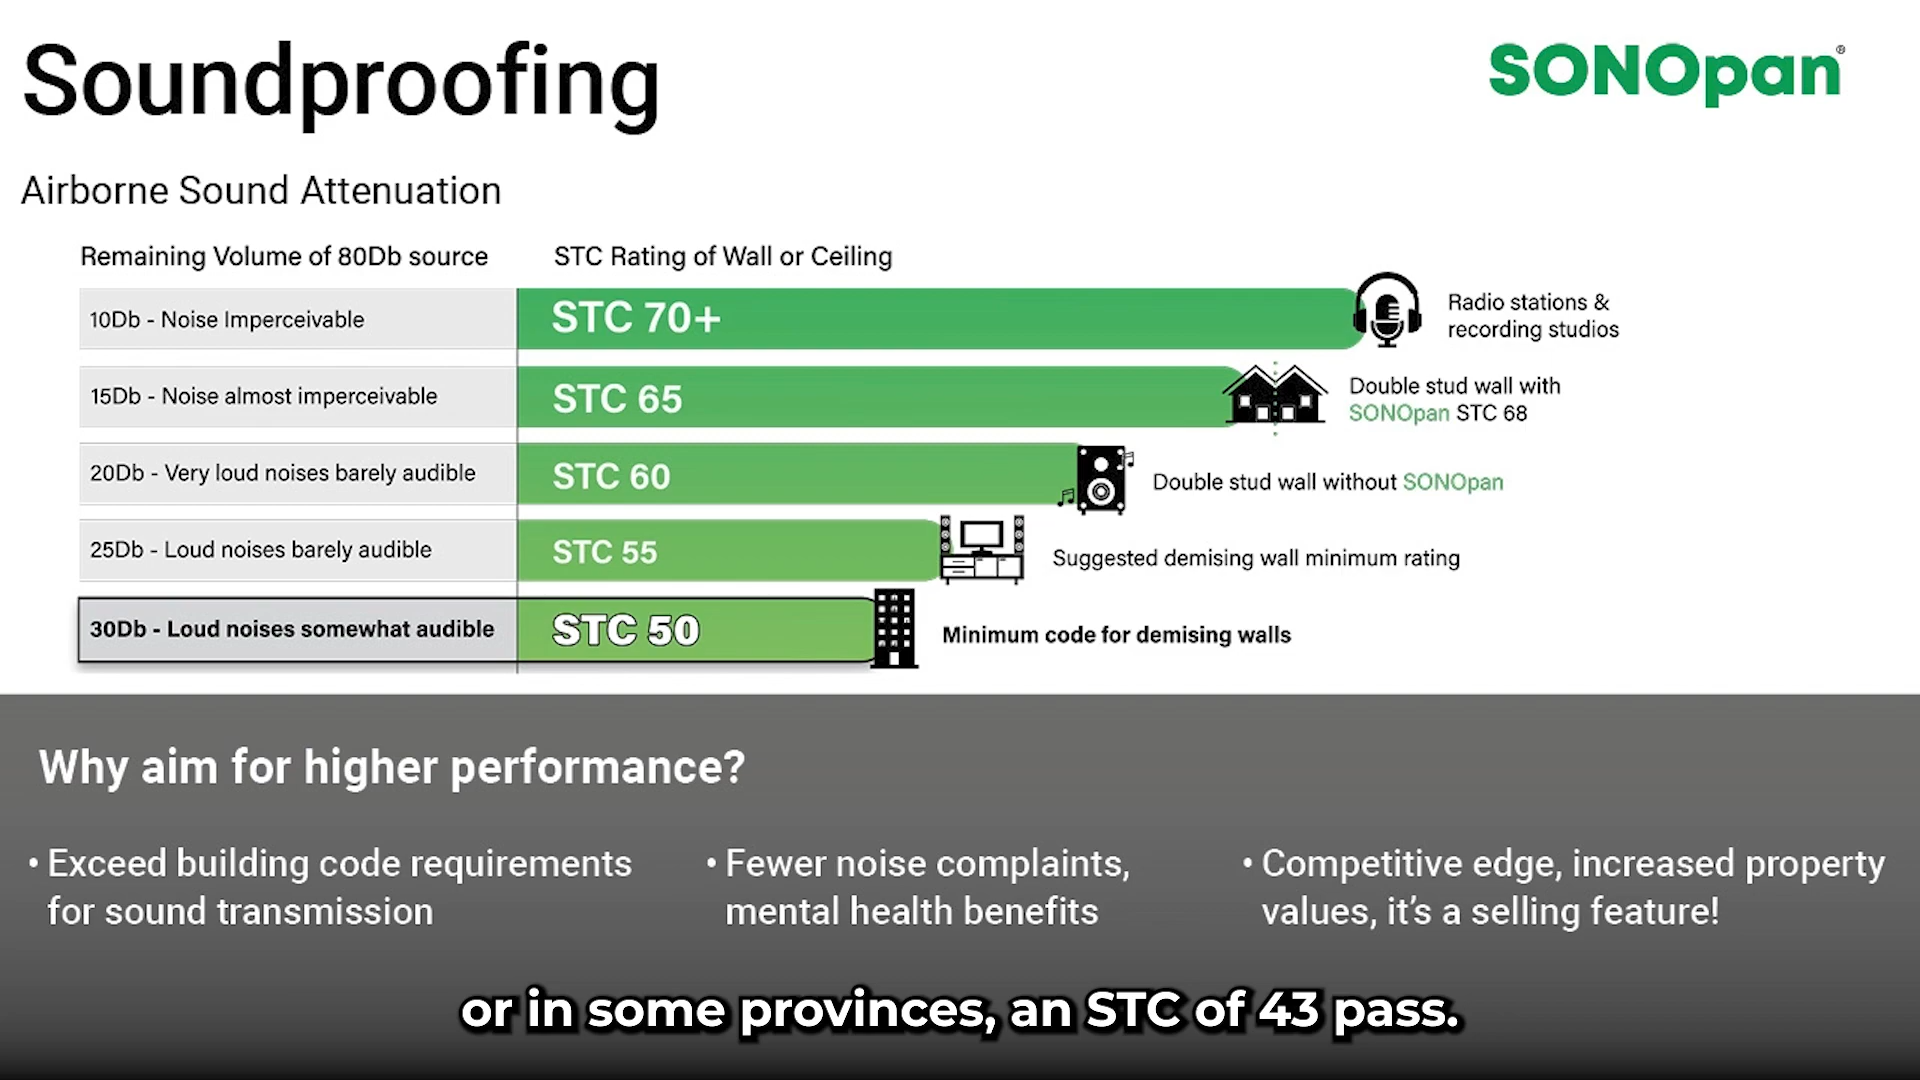 Soundproofing
SONOpan®
Airborne Sound Attenuation
Remaining Volume of 80Db source
STC Rating of Wall or Ceiling
10Db - Noise Imperceivable
STC 70+
Radio stations &
recording studios
15Db - Noise almost imperceivable
STC 65
Double stud wall with
SONOpan STC 68
20Db - Very loud noises barely audible
STC 60
Double stud wall without SONOpan
25Db - Loud noises barely audible
STC 55
Suggested demising wall minimum rating
30Db - Loud noises somewhat audible
STC 50
Minimum code for demising walls
Why aim for higher performance?
• Exceed building code requirements
for sound transmission
• Fewer noise complaints,
mental health benefits
• Competitive edge, increased property
values, it's a selling feature!
or in some provinces, an STC of 43 pass.